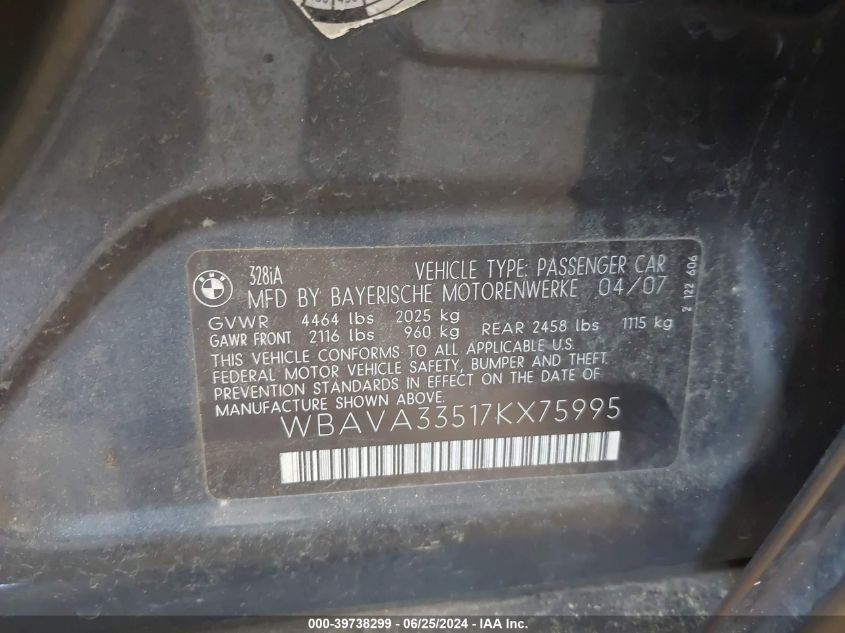 BMW
328iA
VEHICLE TYPE: PASSENGER CAR
MFD BY BAYERISCHE MOTORENWERKE 04/07
GVWR 4464 lbs 2025 kg
GAWR FRONT 2116 lbs 960 kg REAR 2458 lbs 1115 kg
THIS VEHICLE CONFORMS TO ALL APPLICABLE U.S.
FEDERAL MOTOR VEHICLE SAFETY, BUMPER AND THEFT
PREVENTION STANDARDS IN EFFECT ON THE DATE OF
MANUFACTURE SHOWN ABOVE.
WBAVA33517KX75995
2 122 606
000-39738299 - 06/25/2024 - IAAI.com